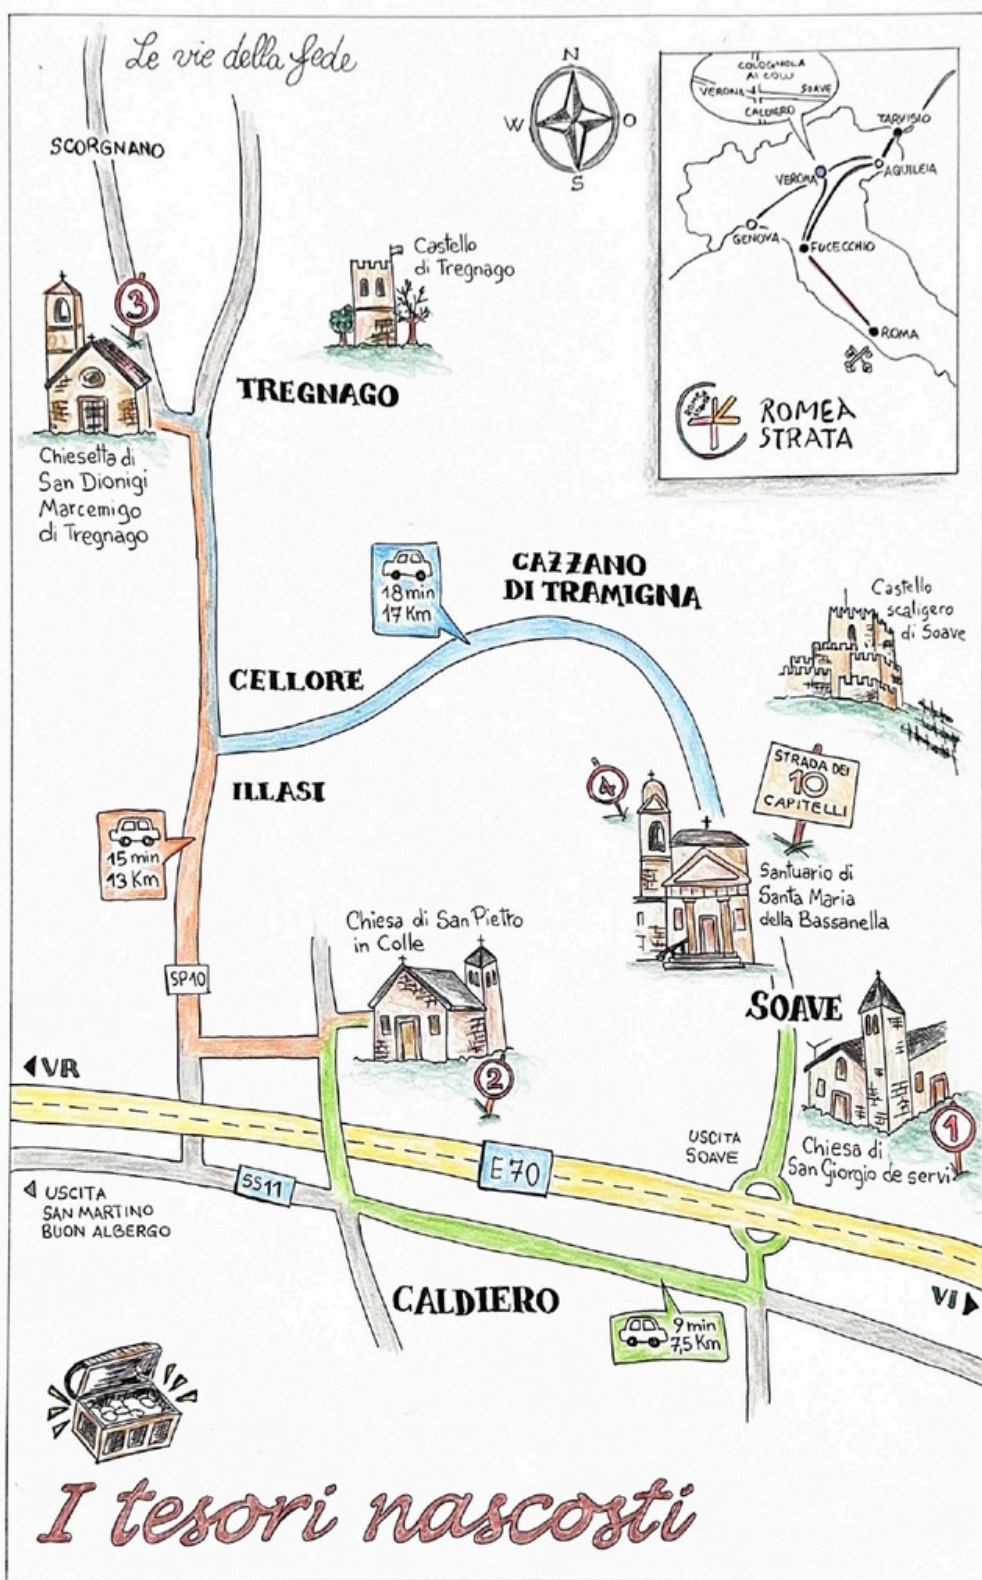 Le vie della fede
SCORGNANO
N
W
O
S
COLOGNOLA
AI COLLI
VERONA
SOAVE
CALDIERO
TARVISIO
AQUILEIA
VERONA
GENOVA
FUCECCHIO
ROMA
ROMEA
STRATA
ROMEA
STRATA
3
Castello
di Tregnago
TREGNAGO
Chiesetta di
San Dionigi
Marcemigo
di Tregnago
18 min
17 Km
CAZZANO
DI TRAMIGNA
Castello
scaligero
di Soave
CELLORE
ILLASI
4
STRADA DEI
10
CAPITELLI
15 min
13 Km
Santuario di
Santa Maria
della Bassanella
Chiesa di San Pietro
in Colle
SP10
SOAVE
VR
2
1
USCITA
SOAVE
Chiesa di
San Giorgio de servi
E70
SS11
USCITA
SAN MARTINO
BUON ALBERGO
CALDIERO
VI
9 min
7,5 Km
I tesori nascosti